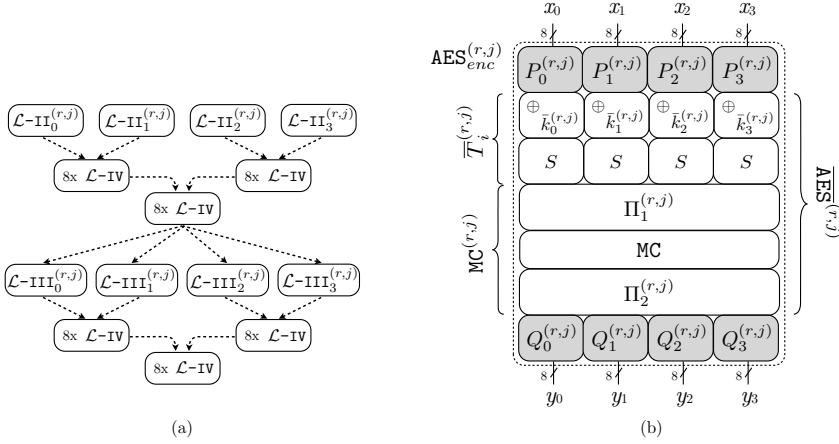 𝓛-II₀^(r,j) 𝓛-II₁^(r,j) 𝓛-II₂^(r,j) 𝓛-II₃^(r,j)
8x 𝓛-IV 8x 𝓛-IV
8x 𝓛-IV
𝓛-III₀^(r,j) 𝓛-III₁^(r,j) 𝓛-III₂^(r,j) 𝓛-III₃^(r,j)
8x 𝓛-IV 8x 𝓛-IV
8x 𝓛-IV
(a)
x₀ x₁ x₂ x₃
8 8 8 8
AES_enc^(r,j)
P₀^(r,j) P₁^(r,j) P₂^(r,j) P₃^(r,j)
⊕ ⊕ ⊕ ⊕
k̄₀^(r,j) k̄₁^(r,j) k̄₂^(r,j) k̄₃^(r,j)
T̄ᵢ^(r,j)
S S S S
Π₁^(r,j)
MC^(r,j)
MC
A̅E̅S̅^(r,j)
Π₂^(r,j)
Q₀^(r,j) Q₁^(r,j) Q₂^(r,j) Q₃^(r,j)
8 8 8 8
y₀ y₁ y₂ y₃
(b)